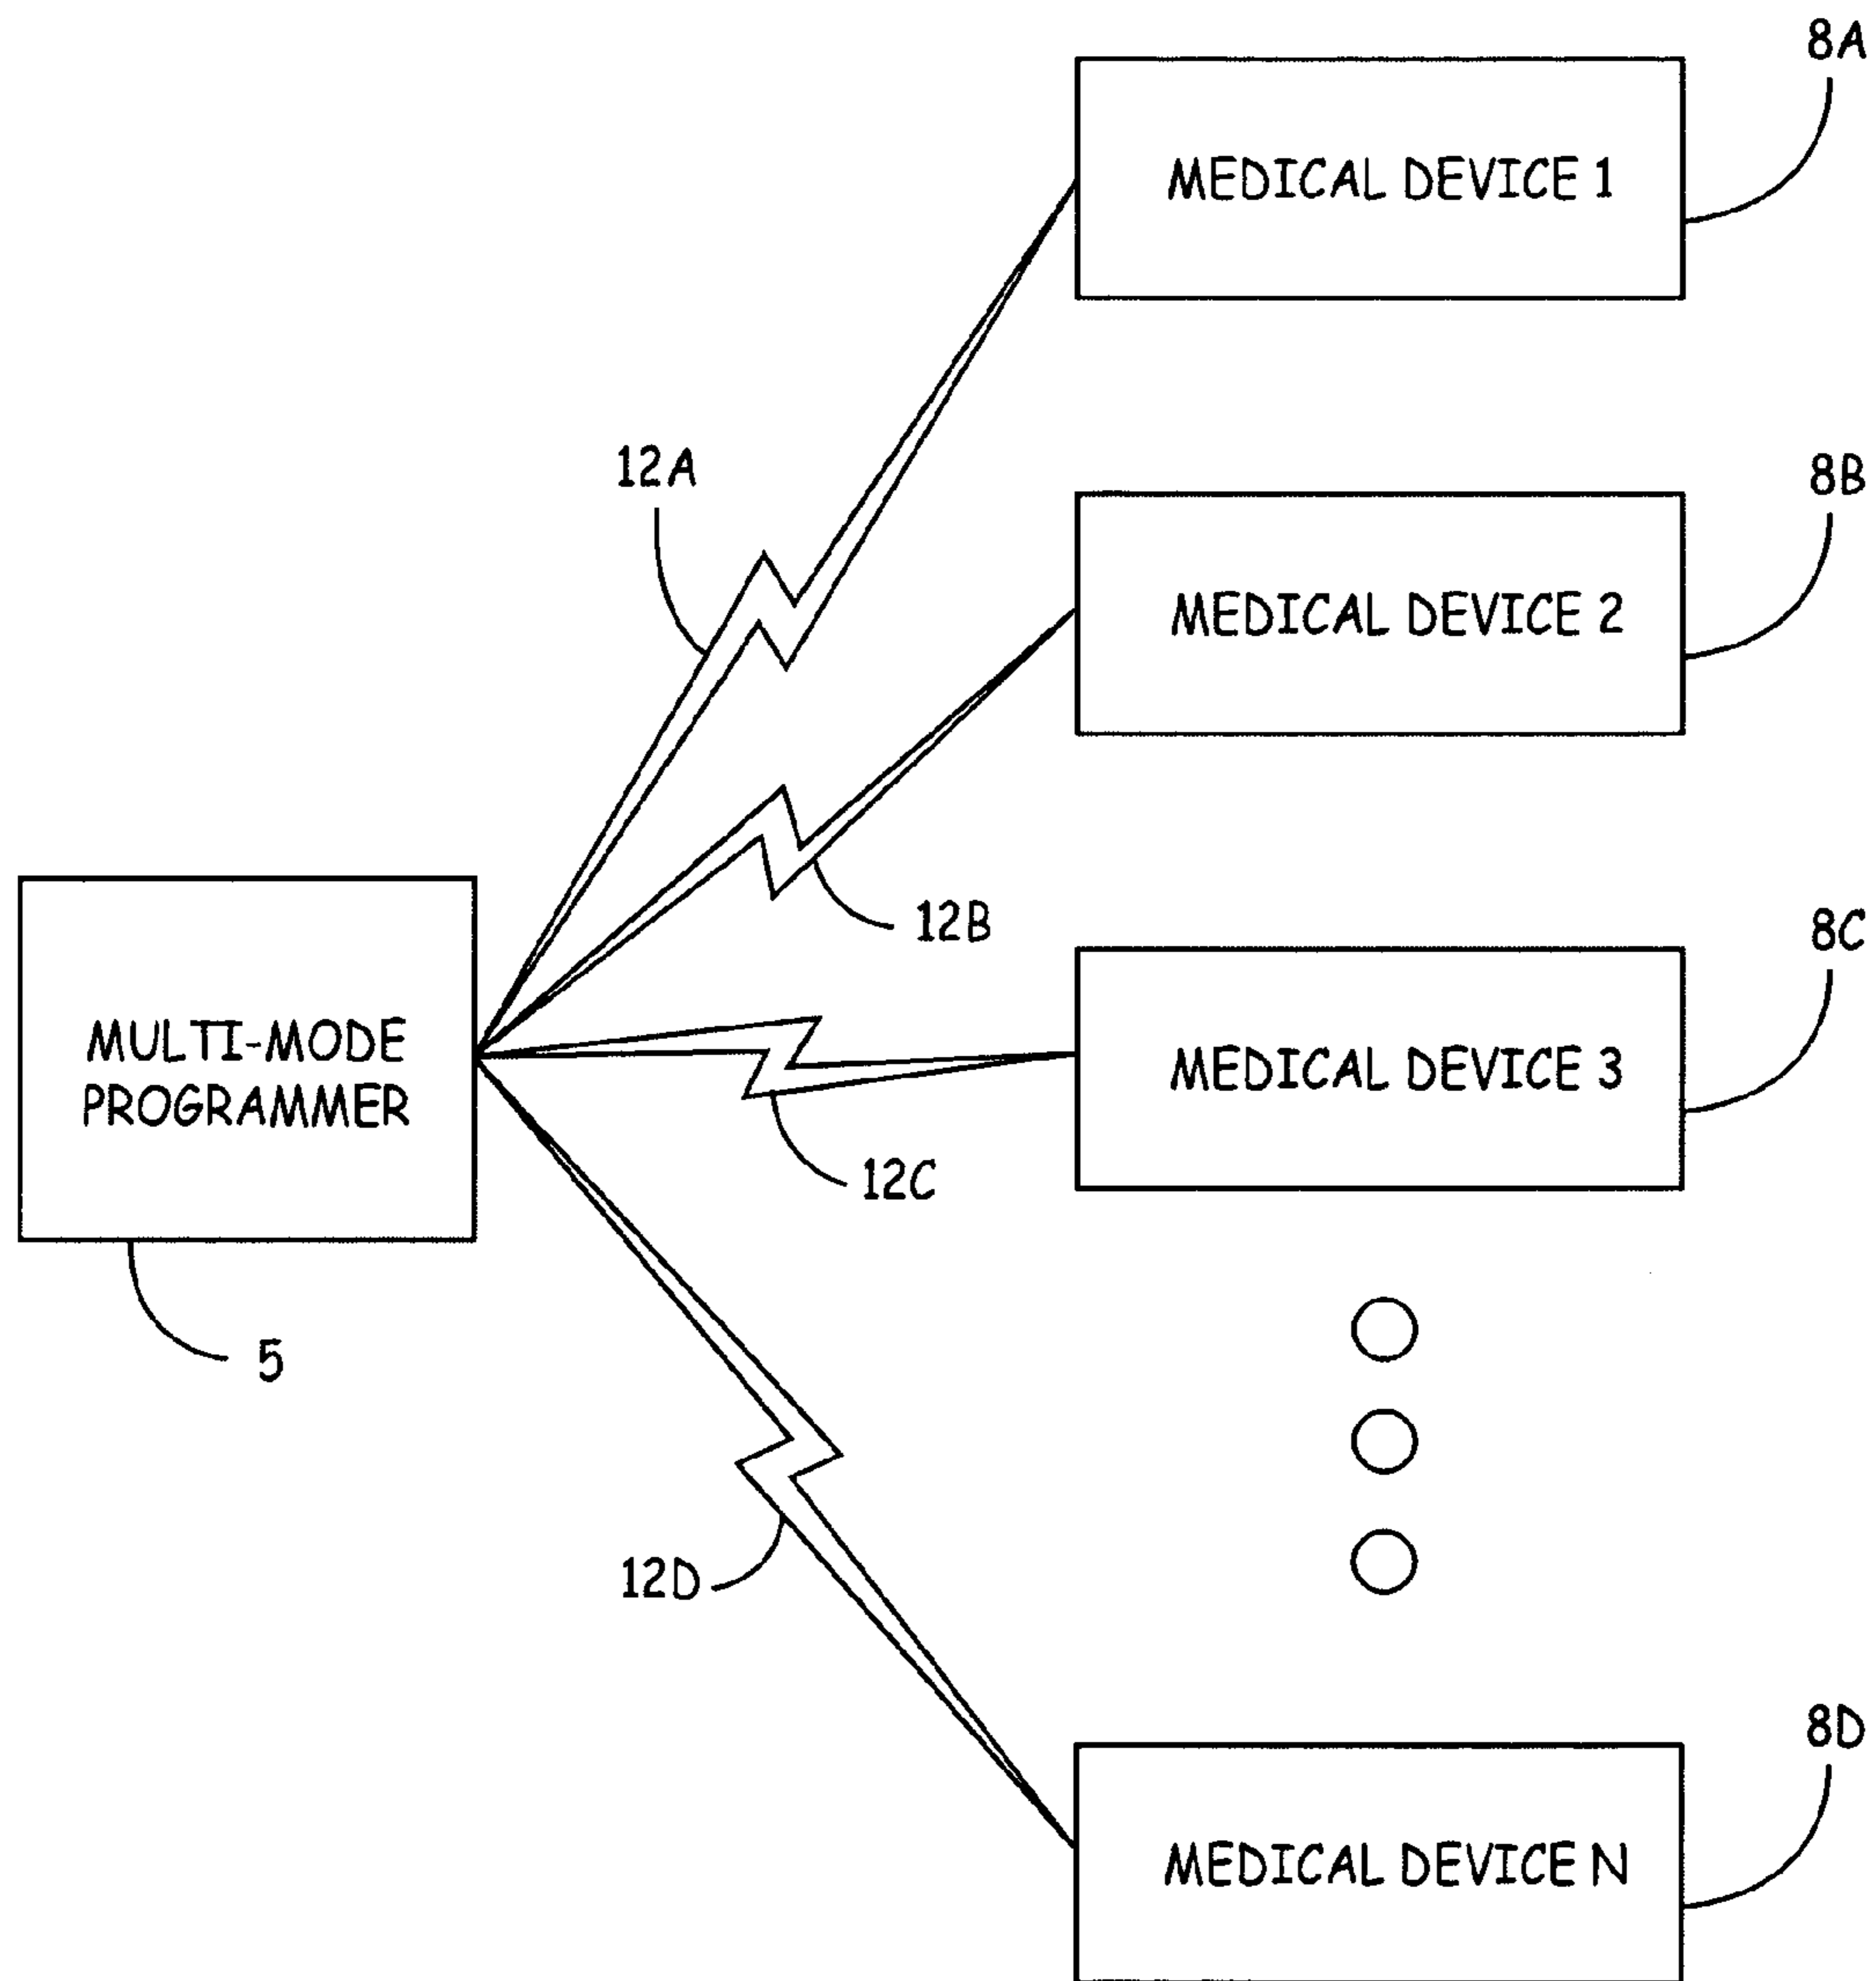 8A
MEDICAL DEVICE 1
12A
8B
MEDICAL DEVICE 2
12B
8C
MULTI-MODE
PROGRAMMER
MEDICAL DEVICE 3
12C
5
12D
8D
MEDICAL DEVICE N